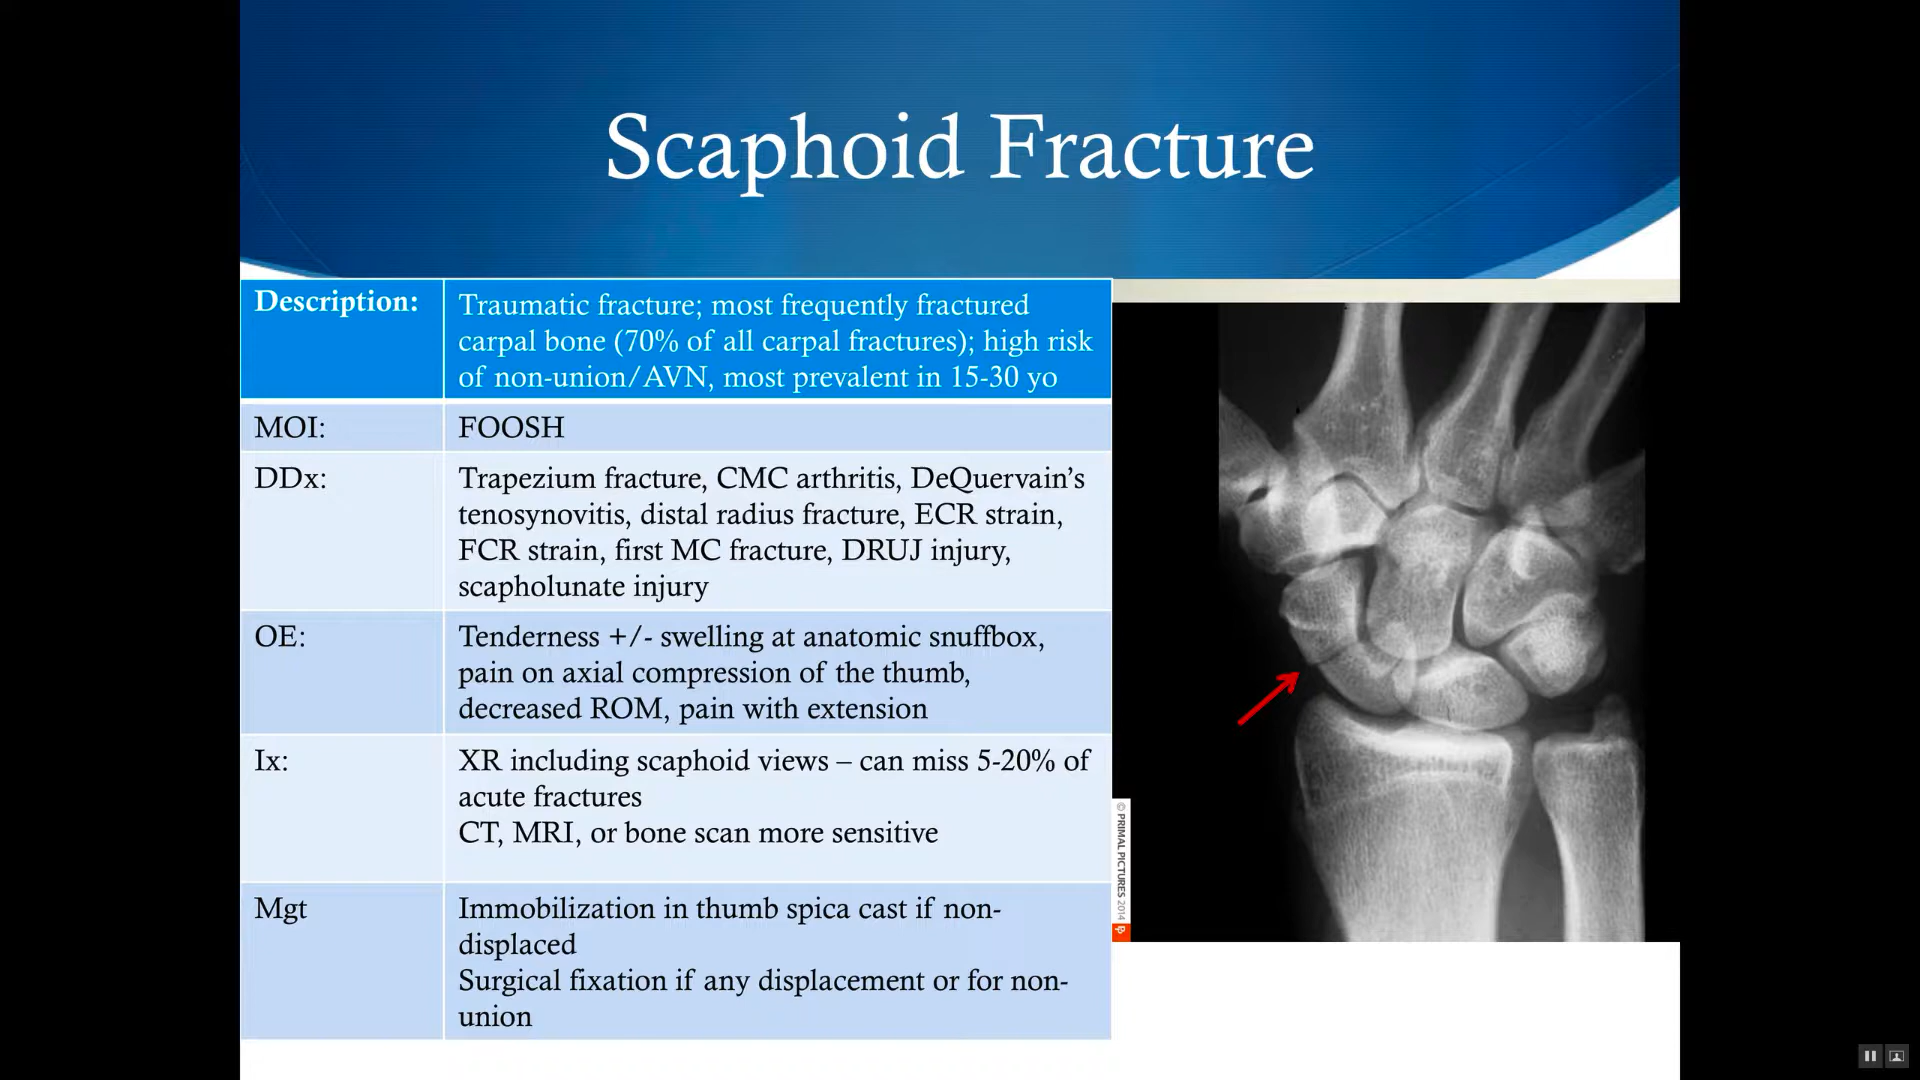 Scaphoid Fracture
Description:
Traumatic fracture; most frequently fractured
carpal bone (70% of all carpal fractures); high risk
of non-union/AVN, most prevalent in 15-30 yo
MOI:
FOOSH
DDx:
Trapezium fracture, CMC arthritis, DeQuervain's
tenosynovitis, distal radius fracture, ECR strain,
FCR strain, first MC fracture, DRUJ injury,
scapholunate injury
OE:
Tenderness +/- swelling at anatomic snuffbox,
pain on axial compression of the thumb,
decreased ROM, pain with extension
Ix:
XR including scaphoid views – can miss 5-20% of
acute fractures
CT, MRI, or bone scan more sensitive
Mgt
Immobilization in thumb spica cast if non-
displaced
Surgical fixation if any displacement or for non-
union
© PRIMAL PICTURES 2014